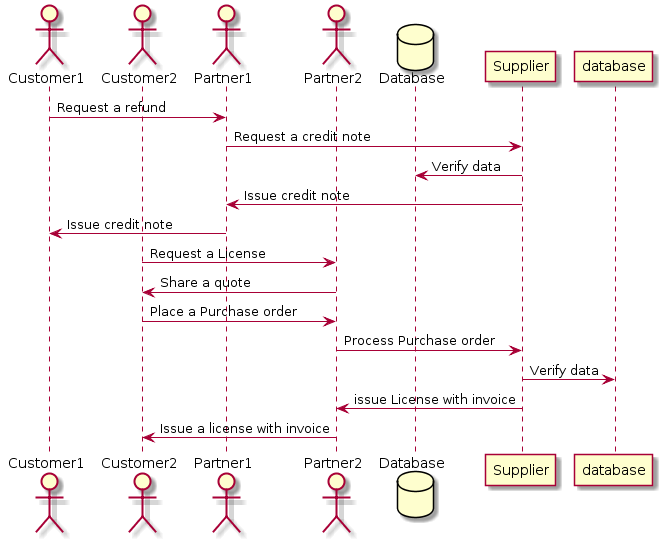 Customer1 Customer2 Partner1 Partner2 Database Supplier database
Request a refund
Request a credit note
Verify data
Issue credit note
Issue credit note
Request a License
Share a quote
Place a Purchase order
Process Purchase order
Verify data
issue License with invoice
Issue a license with invoice
Customer1 Customer2 Partner1 Partner2 Database Supplier database